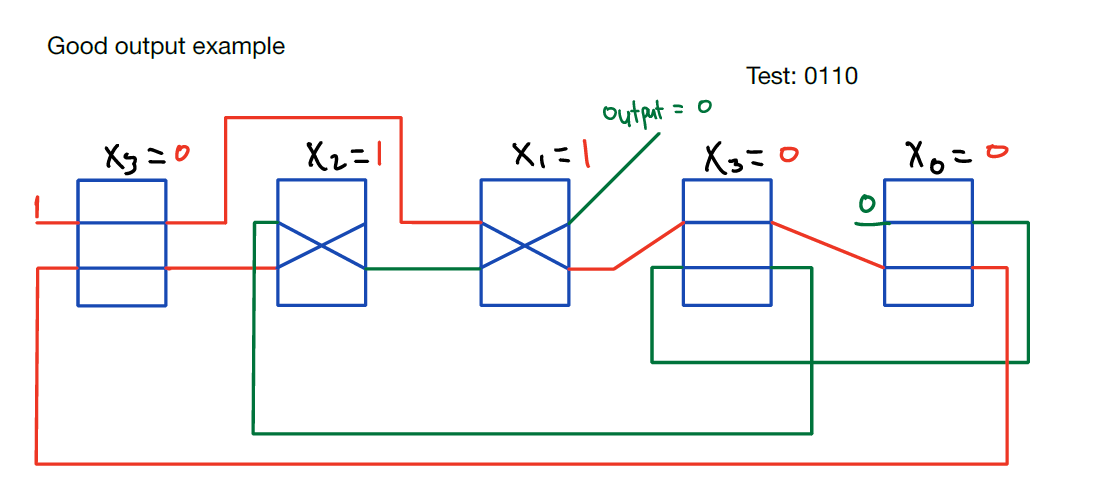 Good output example
Test: 0110
output = 0
X3 = 0
X2 = 1
X1 = 1
X3 = 0
X0 = 0
1
0